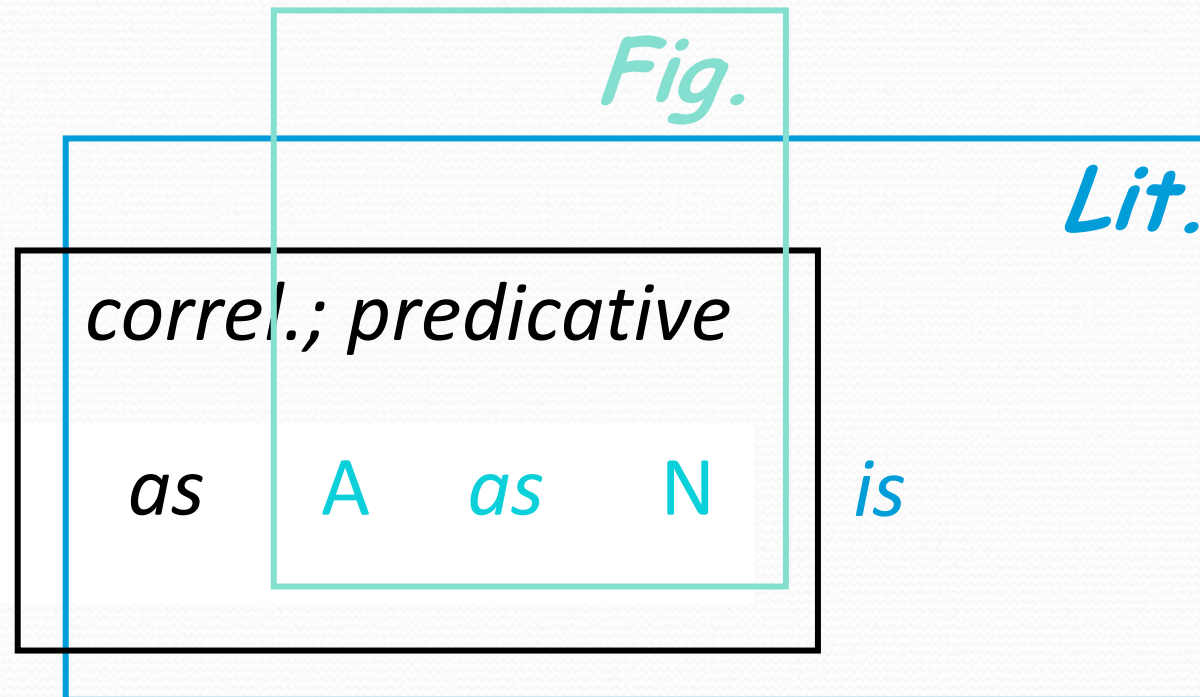 Fig.
Lit.
correl.; predicative
as A as N is